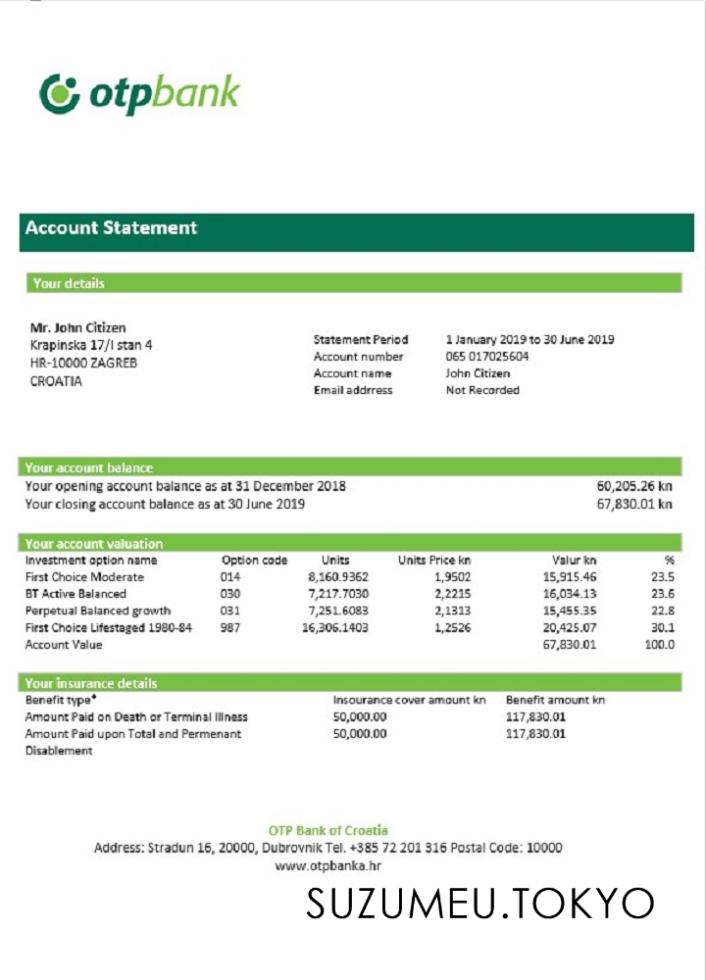 otpbank
Account Statement
Your details
Mr. John Citizen
Krapinska 17/I stan 4
HR-10000 ZAGREB
CROATIA
Statement Period 1 January 2019 to 30 June 2019
Account number 065 017025604
Account name John Citizen
Email addrress Not Recorded
Your account balance
Your opening account balance as at 31 December 2018 60,205.26 kn
Your closing account balance as at 30 June 2019 67,830.01 kn
Your account valuation
Investment option name Option code Units Units Price kn Valur kn %
First Choice Moderate 014 8,160.9362 1,9502 15,915.46 23.5
BT Active Balanced 030 7,217.7030 2,2215 16,034.13 23.6
Perpetual Balanced growth 031 7,251.6083 2,1313 15,455.35 22.8
First Choice Lifestaged 1980-84 987 16,306.1403 1,2526 20,425.07 30.1
Account Value 67,830.01 100.0
Your insurance details
Benefit type* Insourance cover amount kn Benefit amount kn
Amount Paid on Death or Terminal Illness 50,000.00 117,830.01
Amount Paid upon Total and Permenant 50,000.00 117,830.01
Disablement
OTP Bank of Croatia
Address: Stradun 16, 20000, Dubrovnik Tel. +385 72 201 316 Postal Code: 10000
www.otpbanka.hr
SUZUMEU.TOKYO